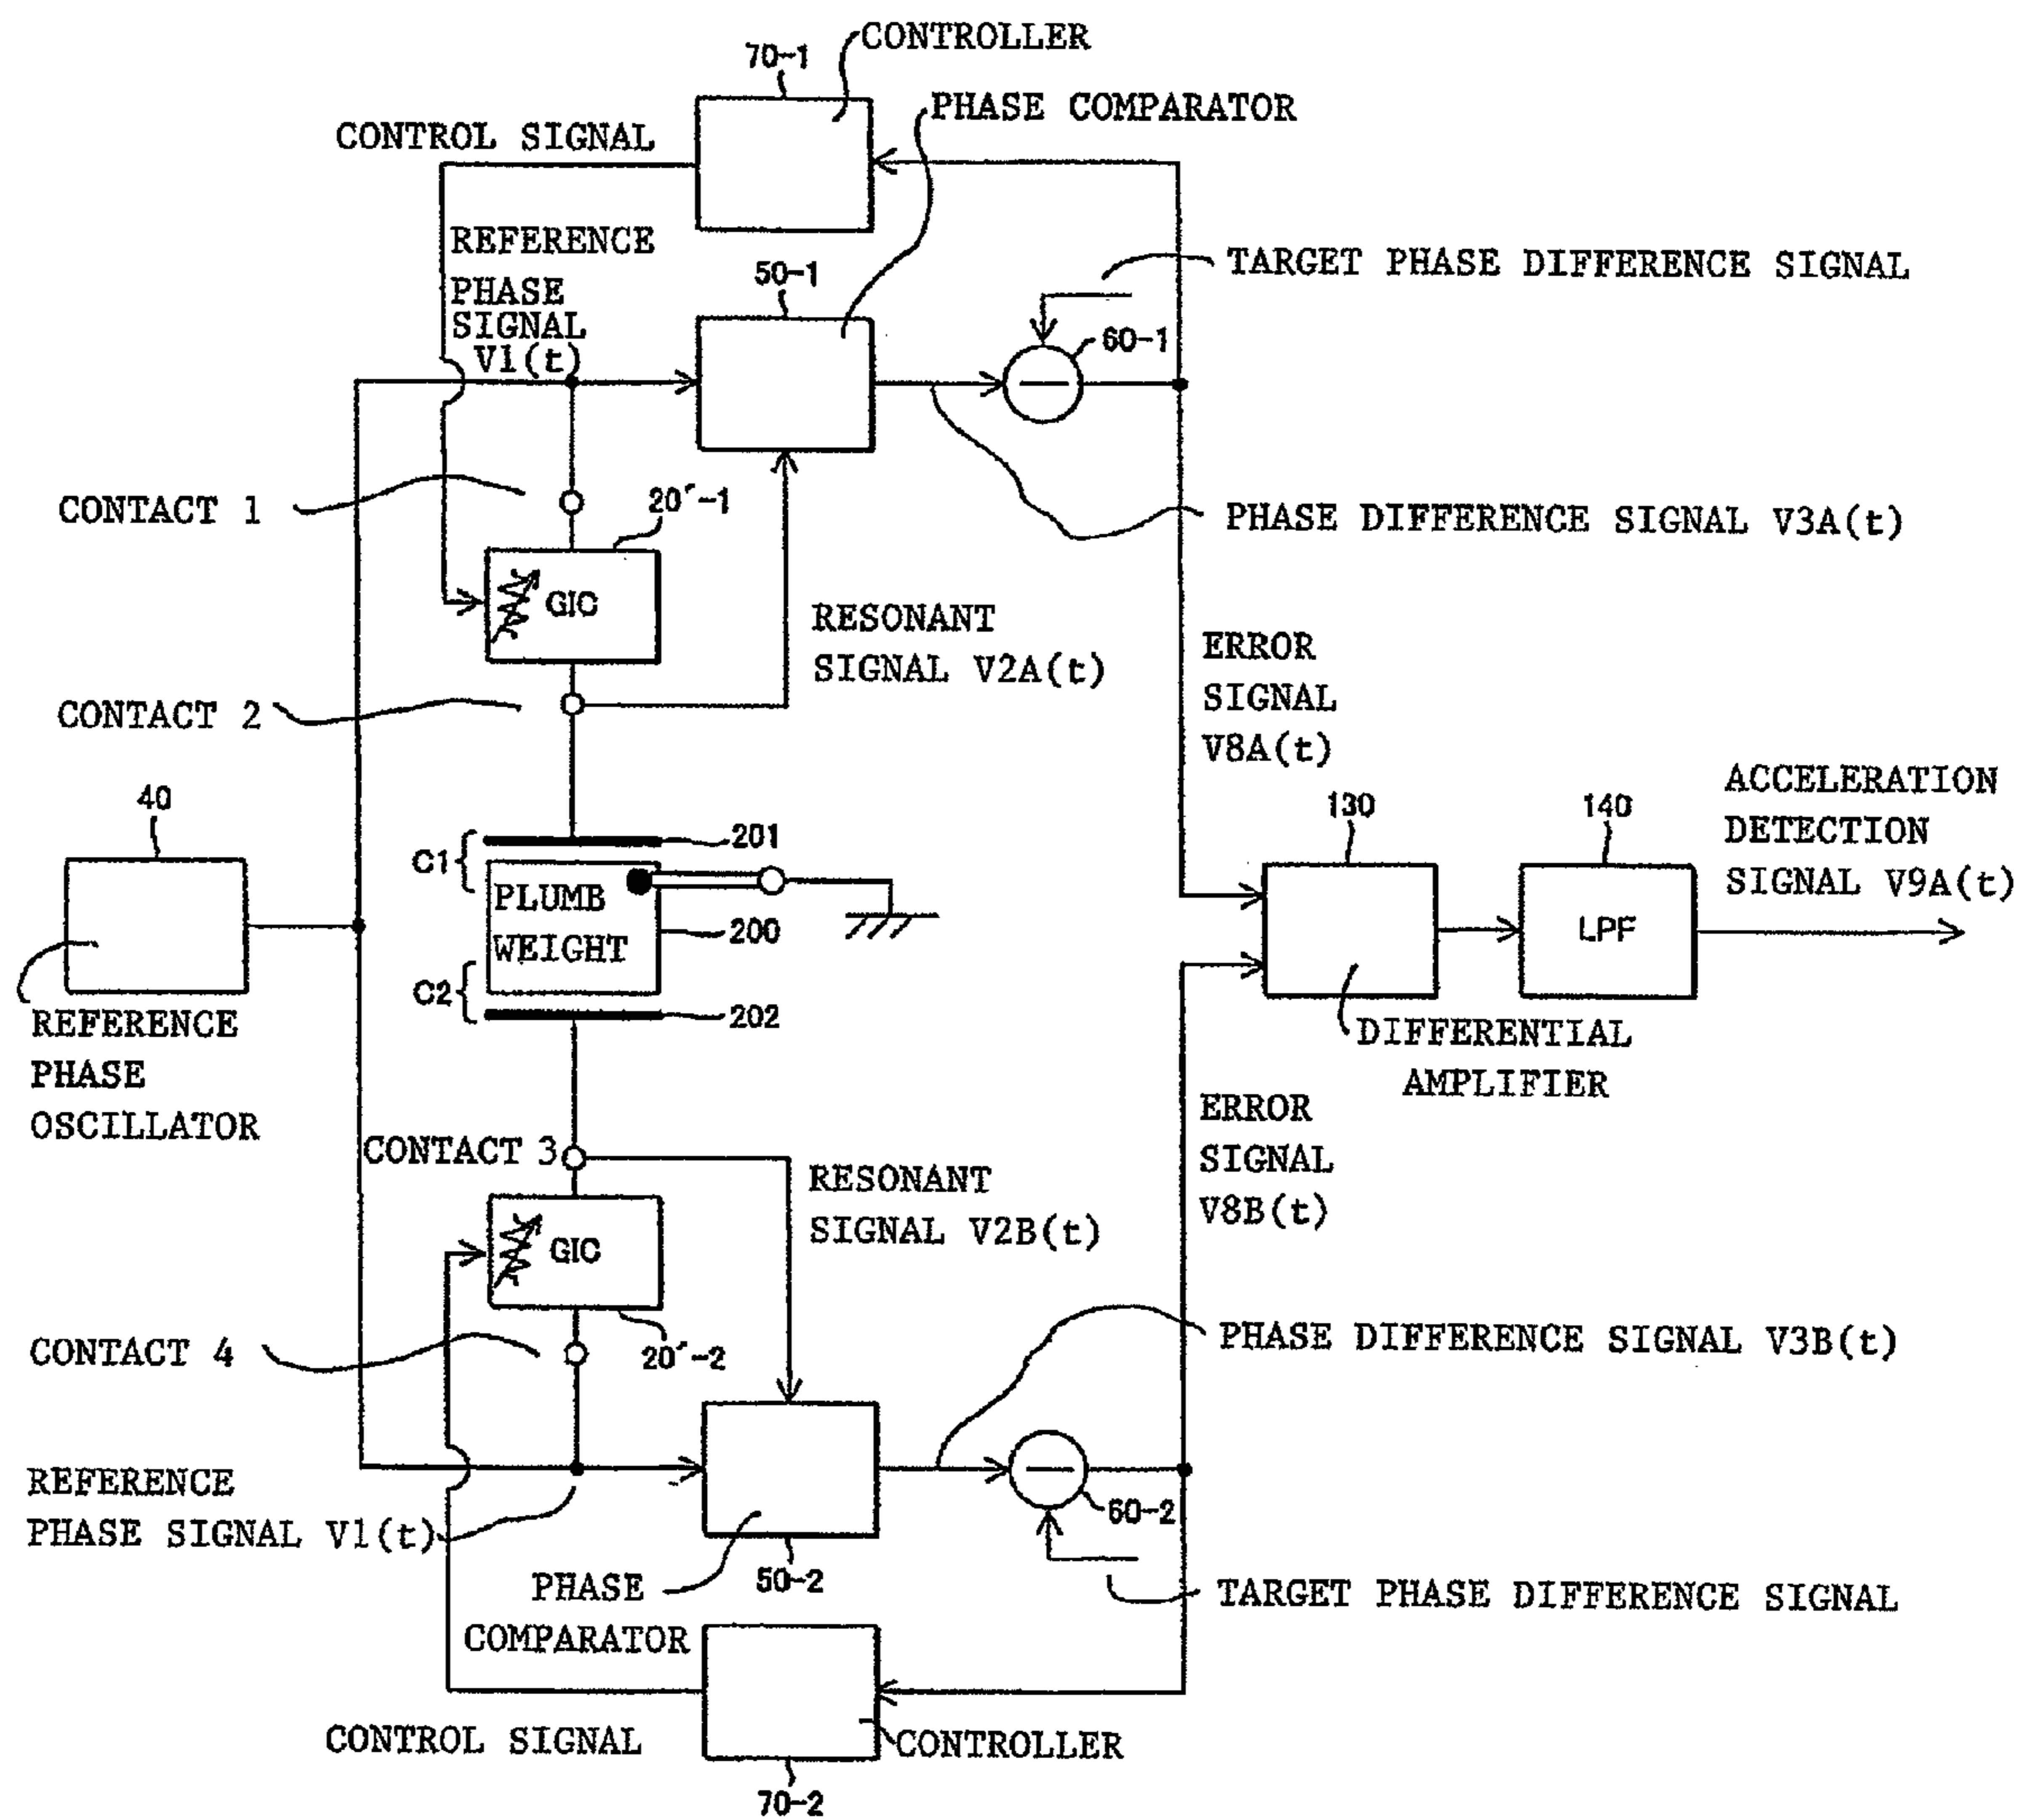 CONTROLLER
70-1
PHASE COMPARATOR
CONTROL SIGNAL
REFERENCE
PHASE
SIGNAL
V1(t)
50-1
TARGET PHASE DIFFERENCE SIGNAL
60-1
CONTACT 1
20´-1
PHASE DIFFERENCE SIGNAL V3A(t)
GIC
RESONANT
SIGNAL V2A(t)
ERROR
SIGNAL
V8A(t)
CONTACT 2
40
201
C1
PLUMB
WEIGHT
200
C2
202
130
140
LPF
ACCELERATION
DETECTION
SIGNAL V9A(t)
REFERENCE
PHASE
OSCILLATOR
DIFFERENTIAL
AMPLIFIER
ERROR
SIGNAL
V8B(t)
CONTACT 3
RESONANT
SIGNAL V2B(t)
GIC
CONTACT 4
20´-2
PHASE DIFFERENCE SIGNAL V3B(t)
REFERENCE
PHASE SIGNAL V1(t)
60-2
PHASE
COMPARATOR
50-2
TARGET PHASE DIFFERENCE SIGNAL
CONTROL SIGNAL
CONTROLLER
70-2